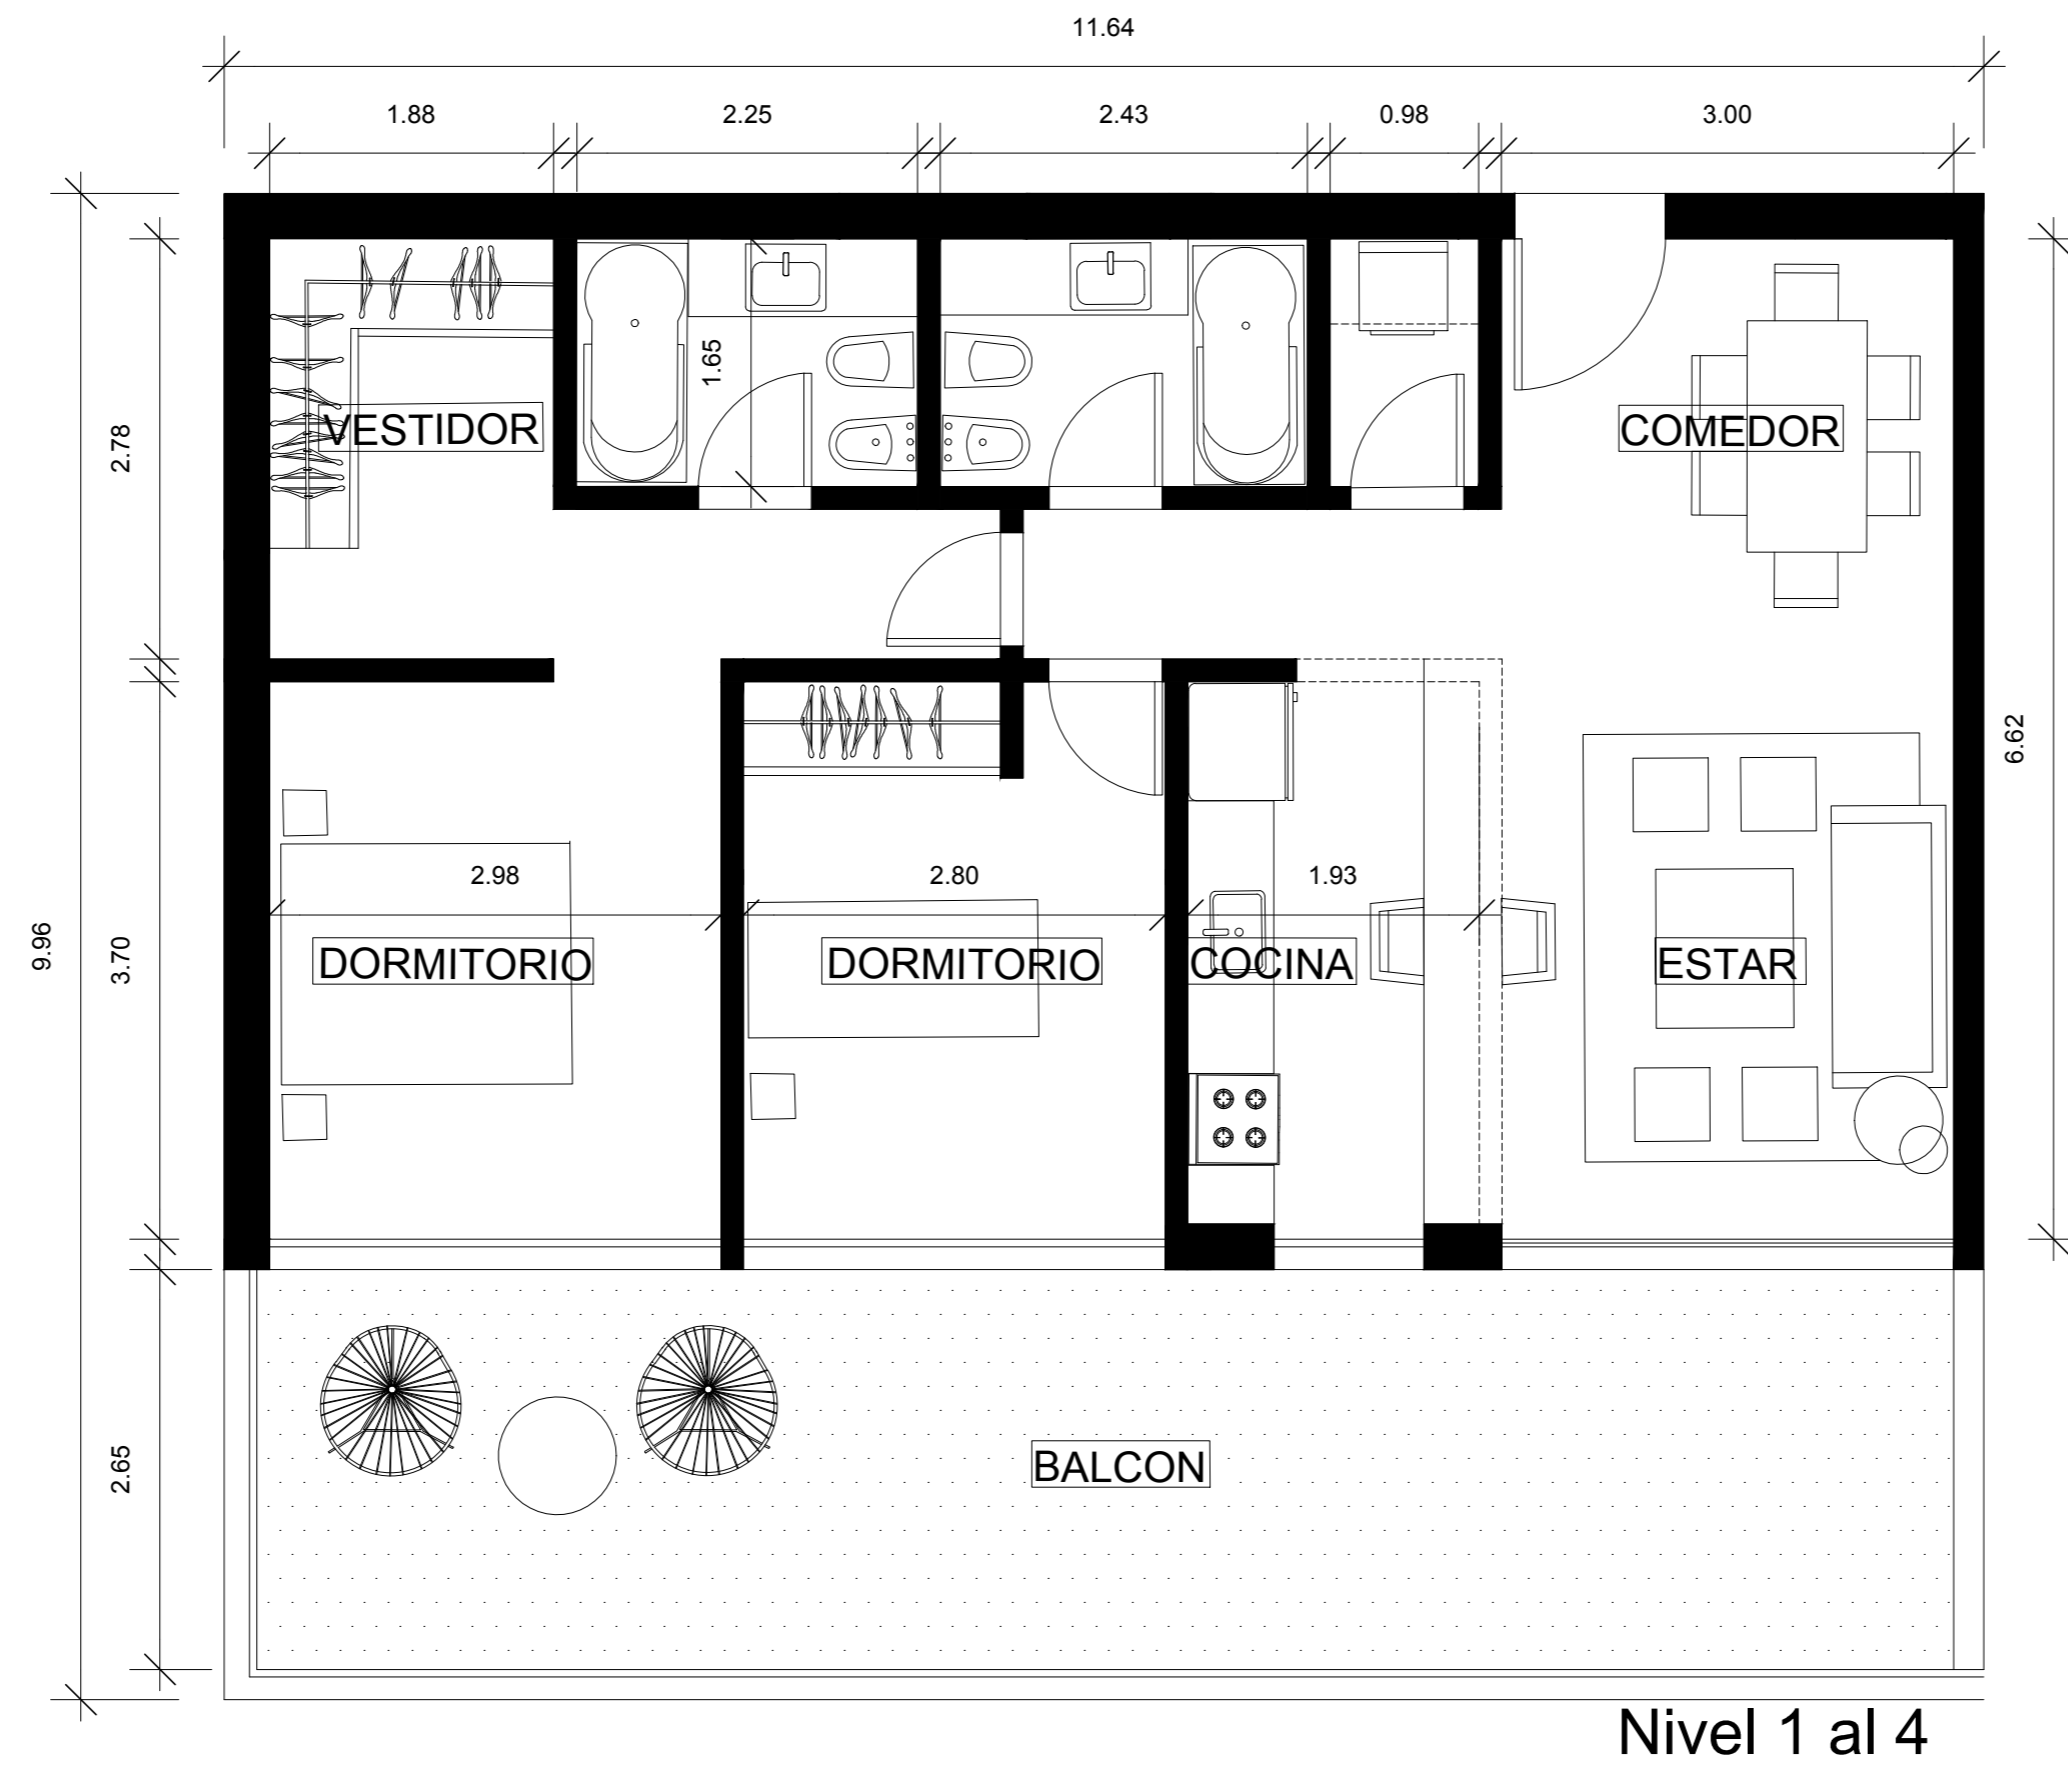 11.64
1.88
2.25
2.43
0.98
3.00
1.65
2.78
VESTIDOR
COMEDOR
6.62
2.98
2.80
1.93
9.96
3.70
DORMITORIO
DORMITORIO
COCINA
ESTAR
2.65
BALCON
Nivel 1 al 4